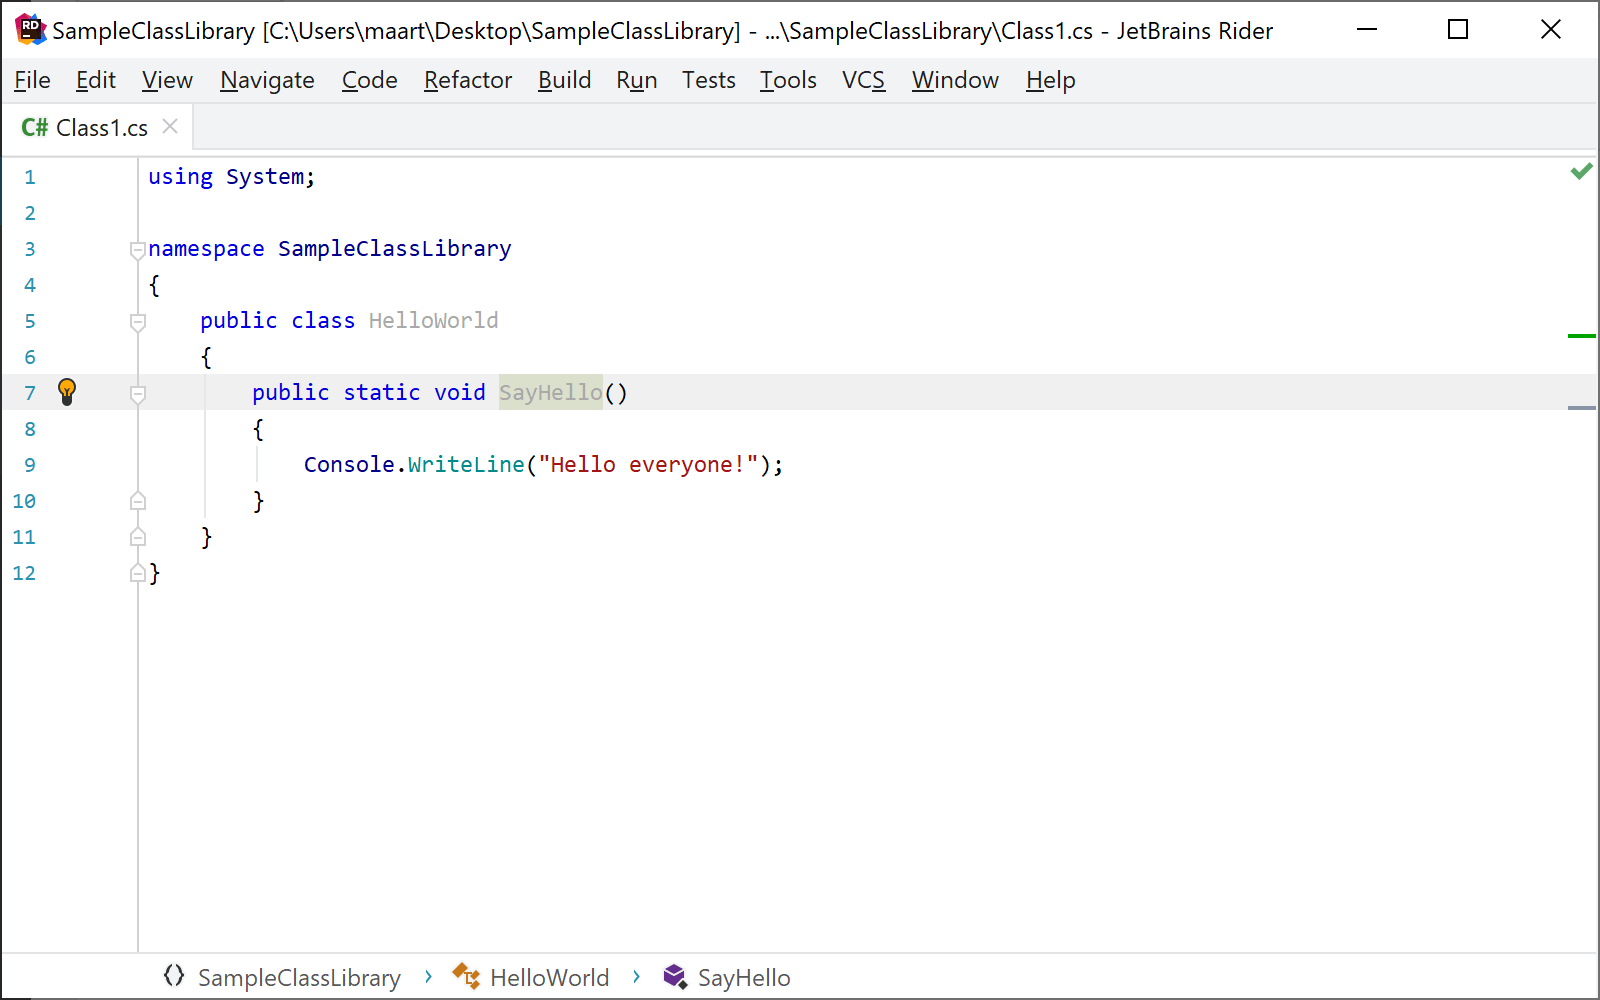 RD SampleClassLibrary [C:\Users\maart\Desktop\SampleClassLibrary] - ...\SampleClassLibrary\Class1.cs - JetBrains Rider
File Edit View Navigate Code Refactor Build Run Tests Tools VCS Window Help
C# Class1.cs
1 using System;
2
3 namespace SampleClassLibrary
4 {
5     public class HelloWorld
6     {
7         public static void SayHello()
8         {
9             Console.WriteLine("Hello everyone!");
10         }
11     }
12 }
SampleClassLibrary › HelloWorld › SayHello